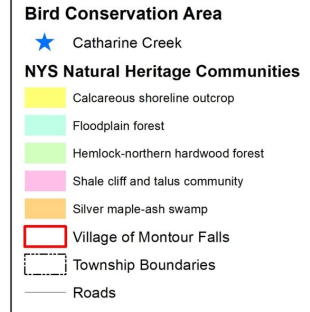 Bird Conservation Area
Catharine Creek
NYS Natural Heritage Communities
Calcareous shoreline outcrop
Floodplain forest
Hemlock-northern hardwood forest
Shale cliff and talus community
Silver maple-ash swamp
Village of Montour Falls
Township Boundaries
Roads